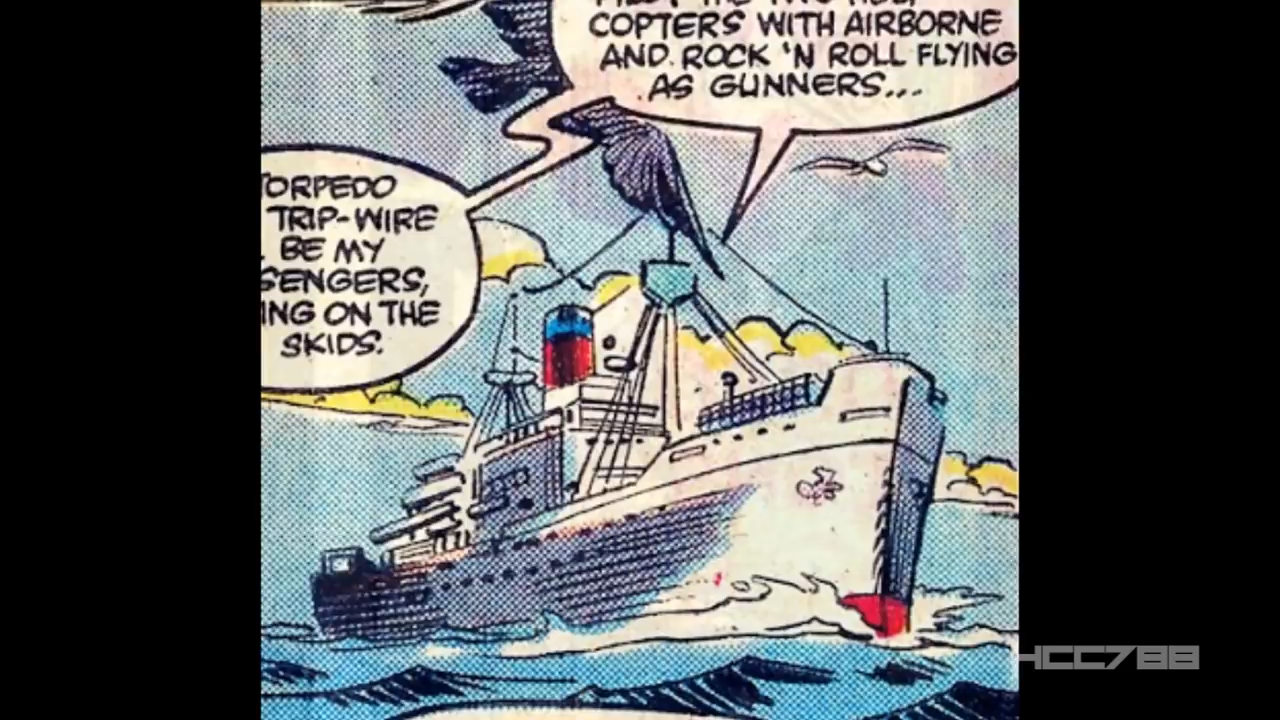 COPTERS WITH AIRBORNE
AND ROCK 'N ROLL FLYING
AS GUNNERS...
TORPEDO
TRIP-WIRE
BE MY
SENGERS,
ING ON THE
SKIDS.
HCC788